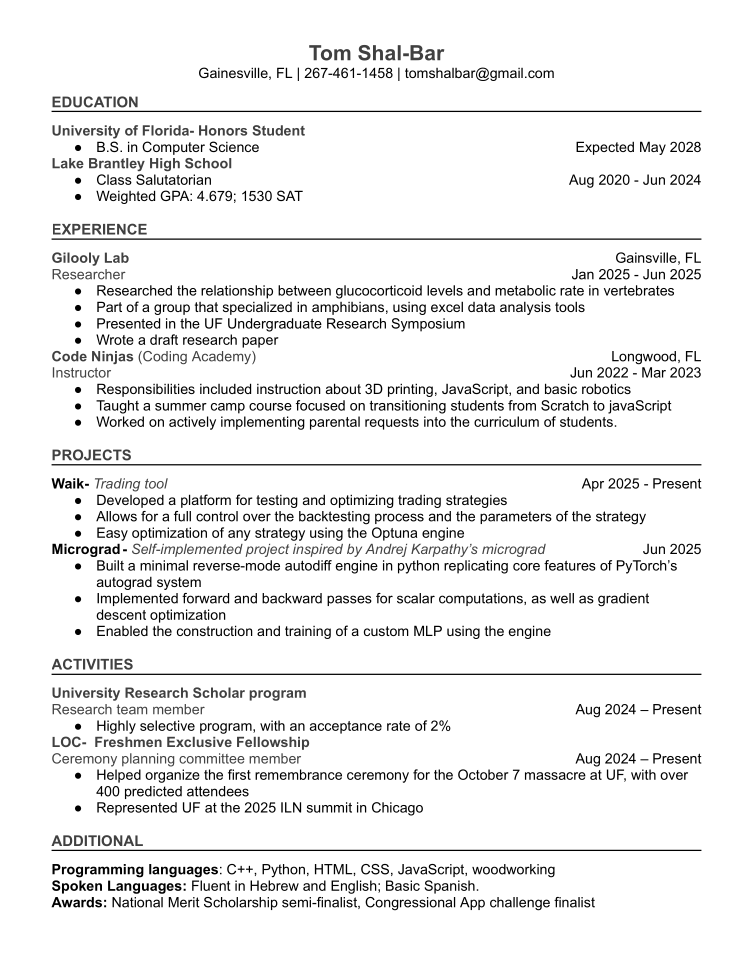 Tom Shal-Bar
Gainesville, FL | 267-461-1458 | tomshalbar@gmail.com
EDUCATION
University of Florida- Honors Student
● B.S. in Computer Science Expected May 2028
Lake Brantley High School
● Class Salutatorian Aug 2020 - Jun 2024
● Weighted GPA: 4.679; 1530 SAT
EXPERIENCE
Gilooly Lab Gainsville, FL
Researcher Jan 2025 - Jun 2025
● Researched the relationship between glucocorticoid levels and metabolic rate in vertebrates
● Part of a group that specialized in amphibians, using excel data analysis tools
● Presented in the UF Undergraduate Research Symposium
● Wrote a draft research paper
Code Ninjas (Coding Academy) Longwood, FL
Instructor Jun 2022 - Mar 2023
● Responsibilities included instruction about 3D printing, JavaScript, and basic robotics
● Taught a summer camp course focused on transitioning students from Scratch to javaScript
● Worked on actively implementing parental requests into the curriculum of students.
PROJECTS
Waik- Trading tool Apr 2025 - Present
● Developed a platform for testing and optimizing trading strategies
● Allows for a full control over the backtesting process and the parameters of the strategy
● Easy optimization of any strategy using the Optuna engine
Micrograd - Self-implemented project inspired by Andrej Karpathy’s micrograd Jun 2025
● Built a minimal reverse-mode autodiff engine in python replicating core features of PyTorch’s
autograd system
● Implemented forward and backward passes for scalar computations, as well as gradient
descent optimization
● Enabled the construction and training of a custom MLP using the engine
ACTIVITIES
University Research Scholar program
Research team member Aug 2024 – Present
● Highly selective program, with an acceptance rate of 2%
LOC- Freshmen Exclusive Fellowship
Ceremony planning committee member Aug 2024 – Present
● Helped organize the first remembrance ceremony for the October 7 massacre at UF, with over
400 predicted attendees
● Represented UF at the 2025 ILN summit in Chicago
ADDITIONAL
Programming languages: C++, Python, HTML, CSS, JavaScript, woodworking
Spoken Languages: Fluent in Hebrew and English; Basic Spanish.
Awards: National Merit Scholarship semi-finalist, Congressional App challenge finalist